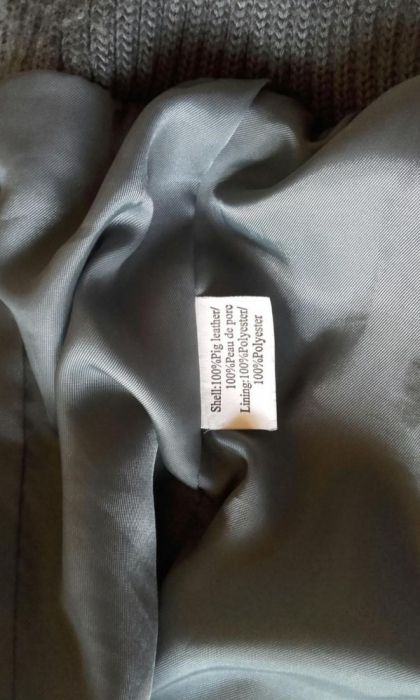 Shell:100%Pig leather/
100%Peau de porc
Lining:100%Polyester/
100%Polyester